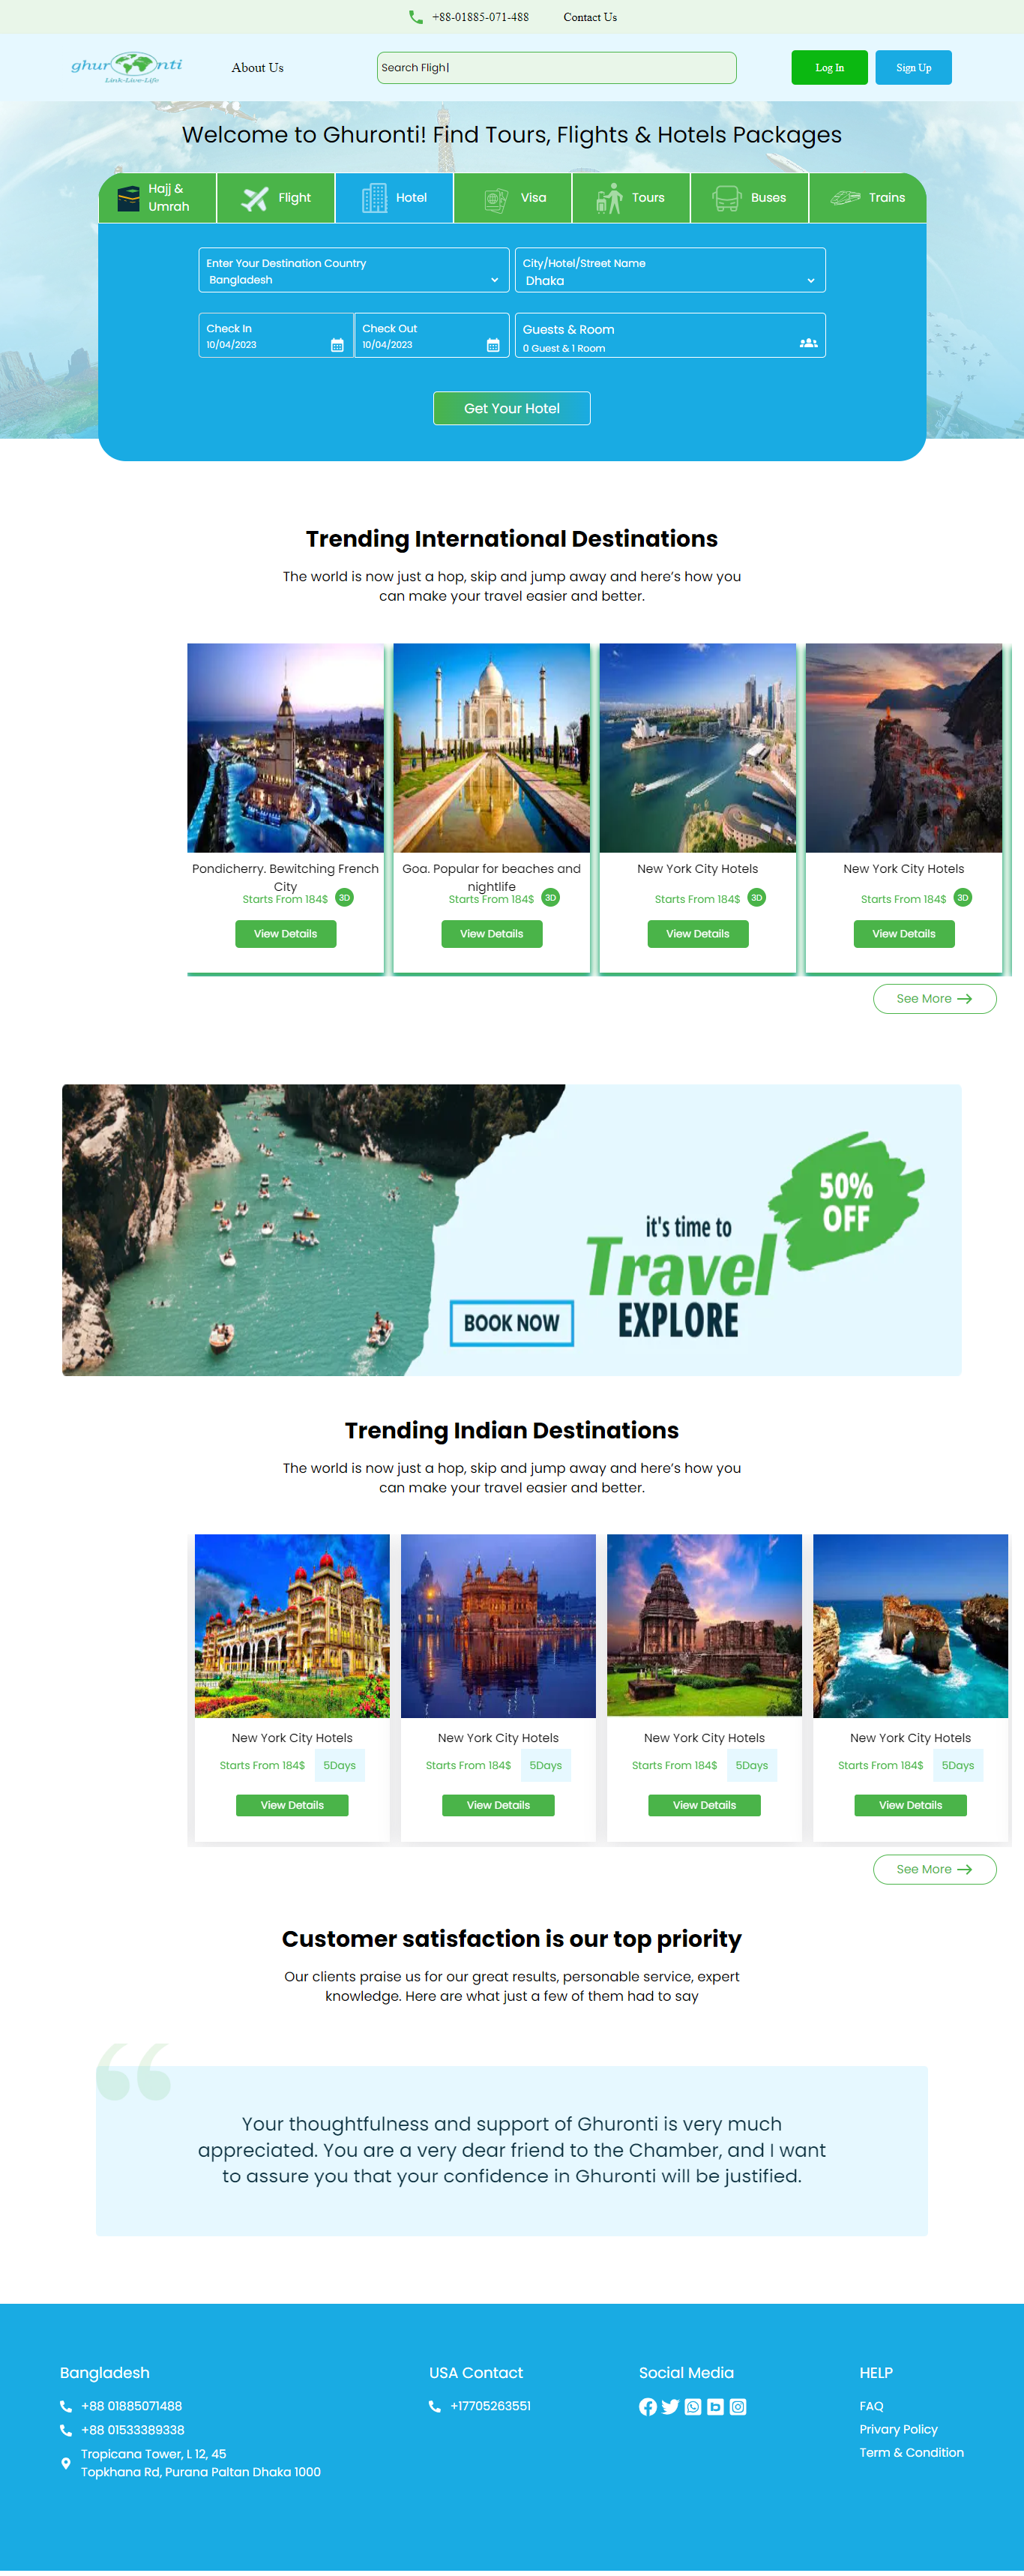 +88-01885-071-488 Contact Us
ghuronti
Link-Live-Life
About Us
Search Fligh|
Log In
Sign Up
Welcome to Ghuronti! Find Tours, Flights & Hotels Packages
Hajj &
Umrah
Flight
Hotel
Visa
Tours
Buses
Trains
Enter Your Destination Country
Bangladesh
City/Hotel/Street Name
Dhaka
Check In
10/04/2023
Check Out
10/04/2023
Guests & Room
0 Guest & 1 Room
Get Your Hotel
Trending International Destinations
The world is now just a hop, skip and jump away and here's how you
can make your travel easier and better.
Pondicherry. Bewitching French
City
Starts From 184$ 3D
View Details
Goa. Popular for beaches and
nightlife
Starts From 184$ 3D
View Details
New York City Hotels
Starts From 184$ 3D
View Details
New York City Hotels
Starts From 184$ 3D
View Details
See More
50%
OFF
it's time to
Travel
EXPLORE
BOOK NOW
Trending Indian Destinations
The world is now just a hop, skip and jump away and here's how you
can make your travel easier and better.
New York City Hotels
Starts From 184$ 5Days
View Details
New York City Hotels
Starts From 184$ 5Days
View Details
New York City Hotels
Starts From 184$ 5Days
View Details
New York City Hotels
Starts From 184$ 5Days
View Details
See More
Customer satisfaction is our top priority
Our clients praise us for our great results, personable service, expert
knowledge. Here are what just a few of them had to say
Your thoughtfulness and support of Ghuronti is very much
appreciated. You are a very dear friend to the Chamber, and I want
to assure you that your confidence in Ghuronti will be justified.
Bangladesh
+88 01885071488
+88 01533389338
Tropicana Tower, L 12, 45
Topkhana Rd, Purana Paltan Dhaka 1000
USA Contact
+17705263551
Social Media
HELP
FAQ
Privary Policy
Term & Condition